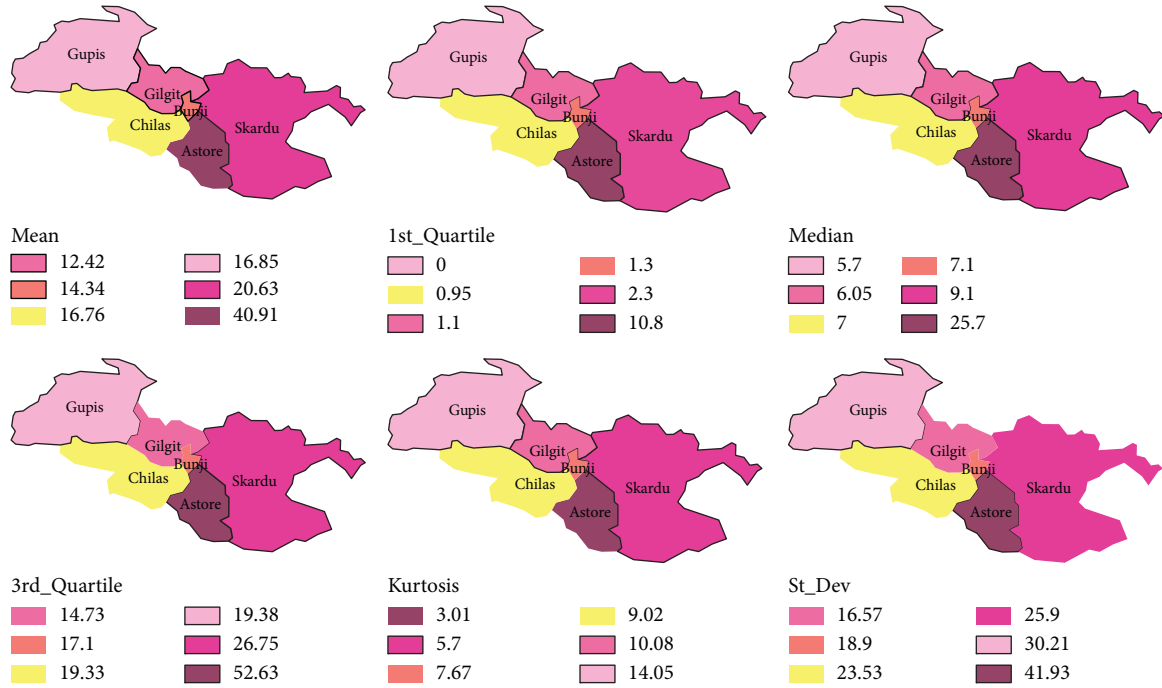 Gupis
Gilgit
Bunji
Chilas
Skardu
Astore
Mean
12.42 16.85
14.34 20.63
16.76 40.91
Gupis
Gilgit
Bunji
Chilas
Skardu
Astore
1st_Quartile
0 1.3
0.95 2.3
1.1 10.8
Gupis
Gilgit
Bunji
Chilas
Skardu
Astore
Median
5.7 7.1
6.05 9.1
7 25.7
Gupis
Gilgit
Bunji
Chilas
Skardu
Astore
3rd_Quartile
14.73 19.38
17.1 26.75
19.33 52.63
Gupis
Gilgit
Bunji
Chilas
Skardu
Astore
Kurtosis
3.01 9.02
5.7 10.08
7.67 14.05
Gupis
Gilgit
Bunji
Chilas
Skardu
Astore
St_Dev
16.57 25.9
18.9 30.21
23.53 41.93